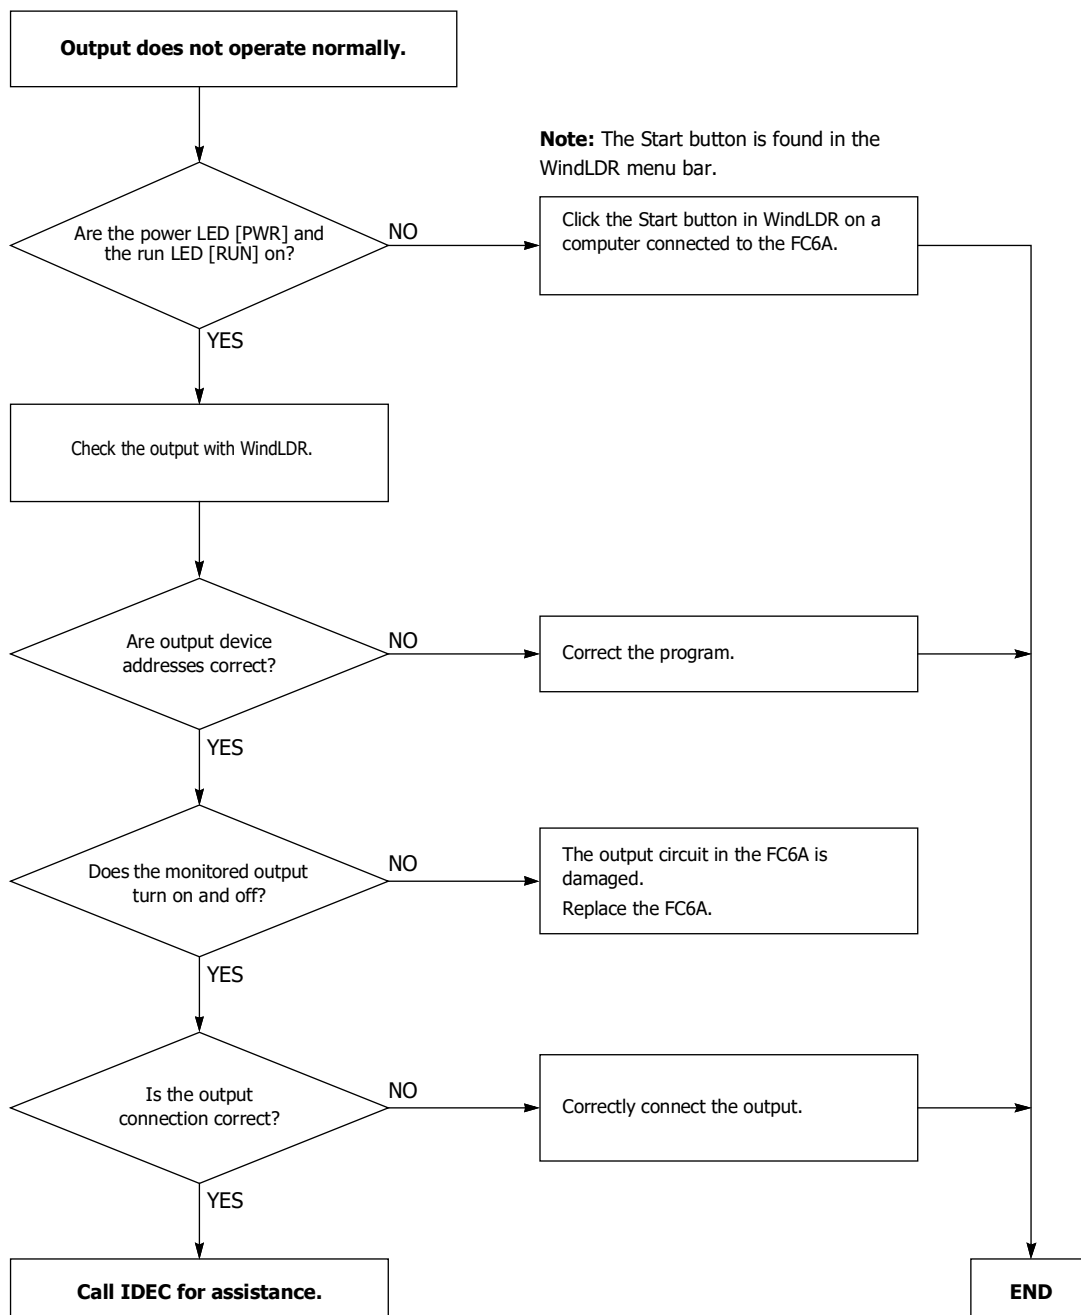 Output does not operate normally.
Note: The Start button is found in the
WindLDR menu bar.
Are the power LED [PWR] and
the run LED [RUN] on?
NO
Click the Start button in WindLDR on a
computer connected to the FC6A.
YES
Check the output with WindLDR.
Are output device
addresses correct?
NO
Correct the program.
YES
Does the monitored output
turn on and off?
NO
The output circuit in the FC6A is
damaged.
Replace the FC6A.
YES
Is the output
connection correct?
NO
Correctly connect the output.
YES
Call IDEC for assistance.
END